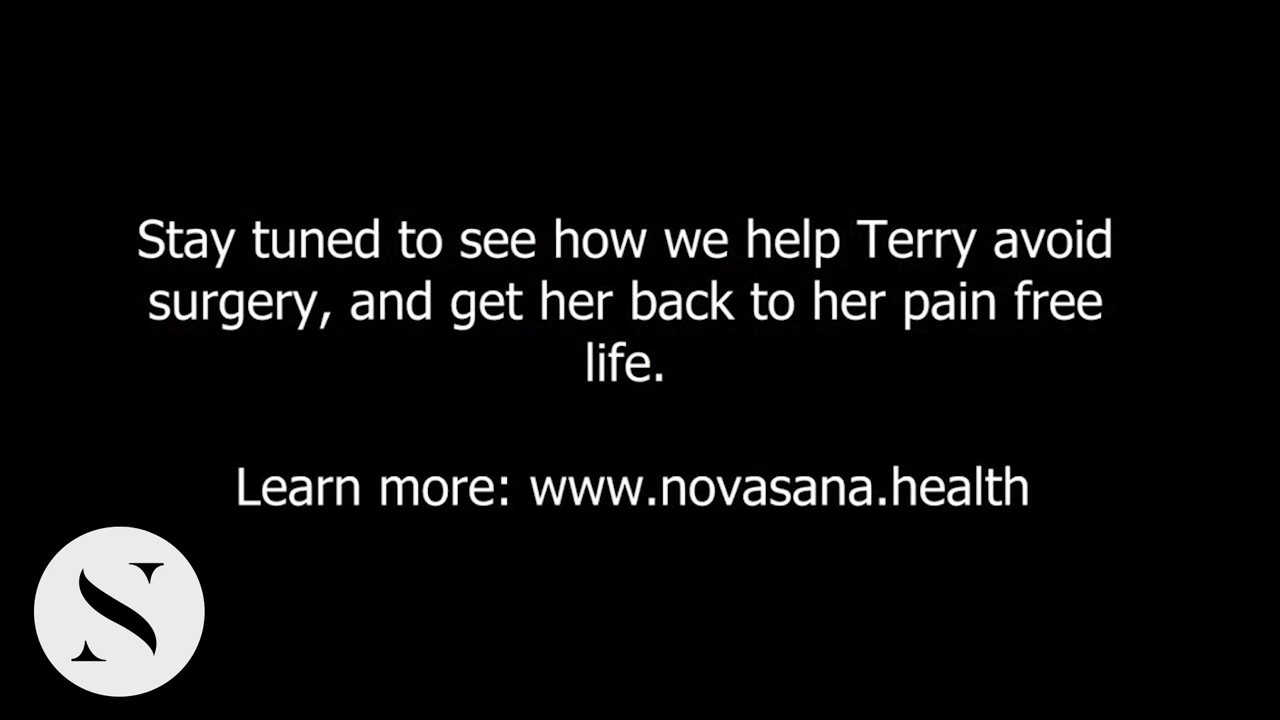 Stay tuned to see how we help Terry avoid
surgery, and get her back to her pain free
life.
Learn more: www.novasana.health
N